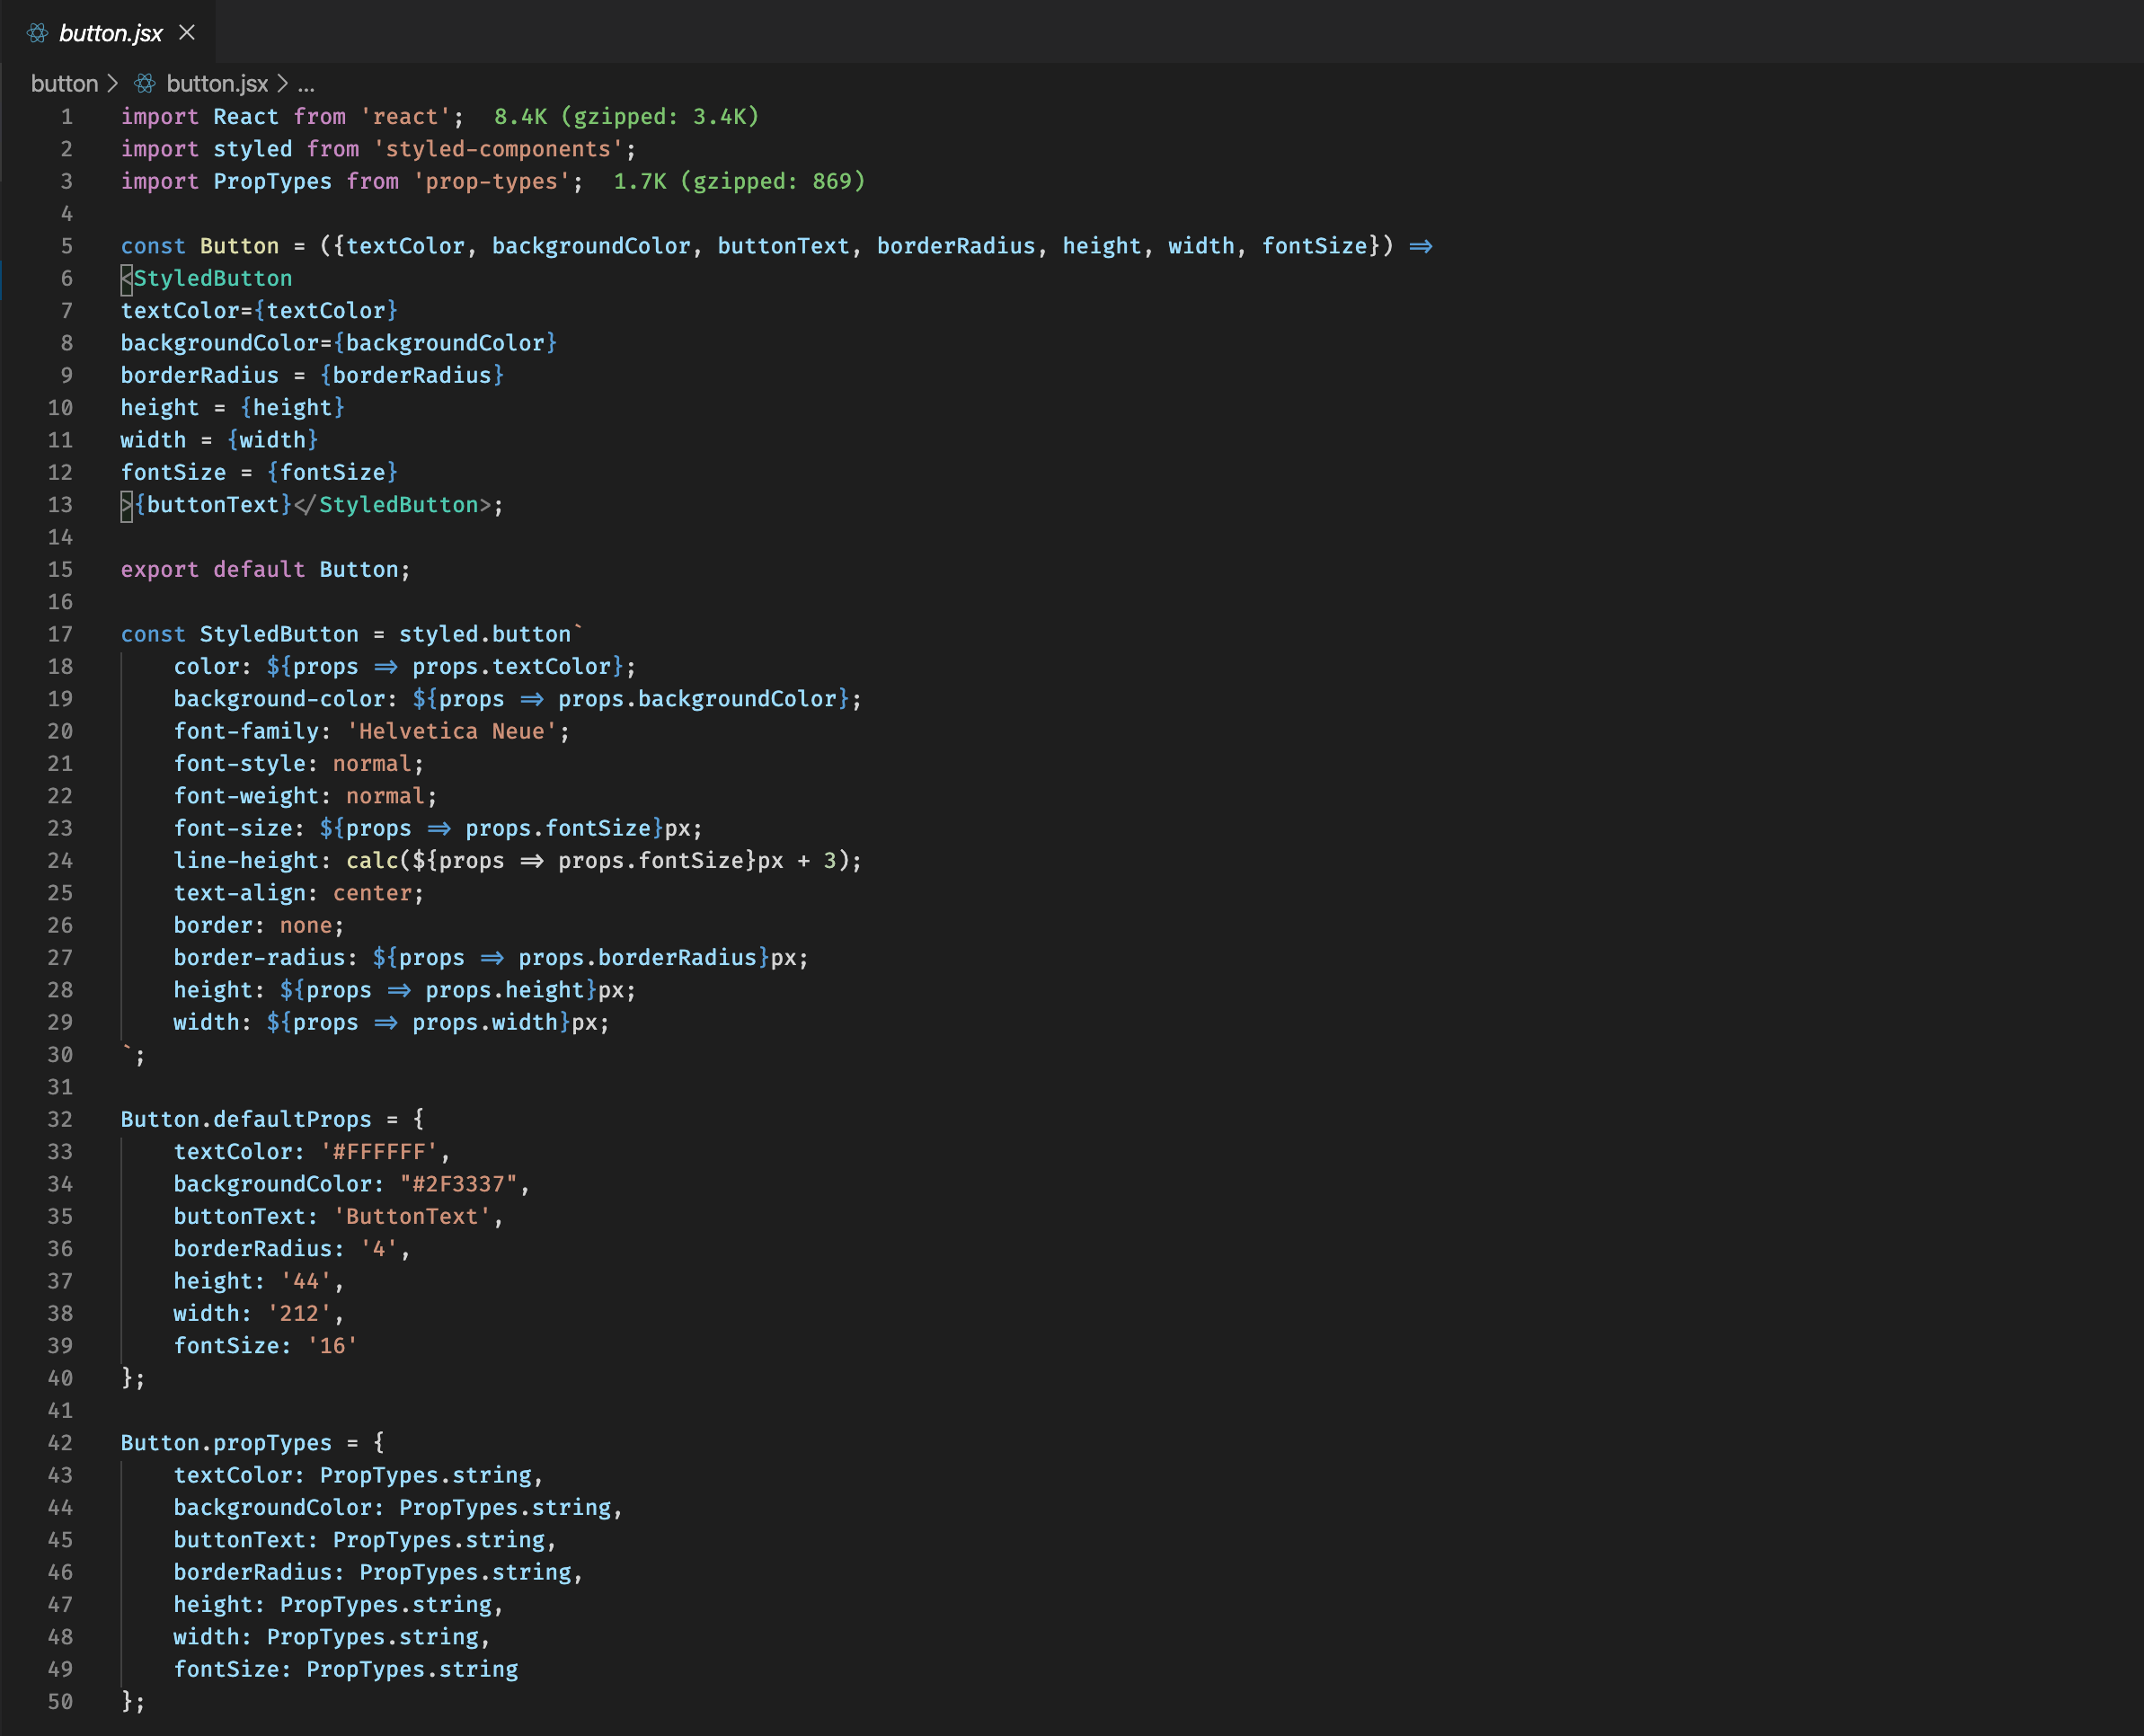 button.jsx
button > button.jsx > ...
1 import React from 'react'; 8.4K (gzipped: 3.4K)
2 import styled from 'styled-components';
3 import PropTypes from 'prop-types'; 1.7K (gzipped: 869)
4
5 const Button = ({textColor, backgroundColor, buttonText, borderRadius, height, width, fontSize}) =>
6 <StyledButton
7 textColor={textColor}
8 backgroundColor={backgroundColor}
9 borderRadius = {borderRadius}
10 height = {height}
11 width = {width}
12 fontSize = {fontSize}
13 >{buttonText}</StyledButton>;
14
15 export default Button;
16
17 const StyledButton = styled.button`
18     color: ${props => props.textColor};
19     background-color: ${props => props.backgroundColor};
20     font-family: 'Helvetica Neue';
21     font-style: normal;
22     font-weight: normal;
23     font-size: ${props => props.fontSize}px;
24     line-height: calc(${props => props.fontSize}px + 3);
25     text-align: center;
26     border: none;
27     border-radius: ${props => props.borderRadius}px;
28     height: ${props => props.height}px;
29     width: ${props => props.width}px;
30 `;
31
32 Button.defaultProps = {
33     textColor: '#FFFFFF',
34     backgroundColor: "#2F3337",
35     buttonText: 'ButtonText',
36     borderRadius: '4',
37     height: '44',
38     width: '212',
39     fontSize: '16'
40 };
41
42 Button.propTypes = {
43     textColor: PropTypes.string,
44     backgroundColor: PropTypes.string,
45     buttonText: PropTypes.string,
46     borderRadius: PropTypes.string,
47     height: PropTypes.string,
48     width: PropTypes.string,
49     fontSize: PropTypes.string
50 };